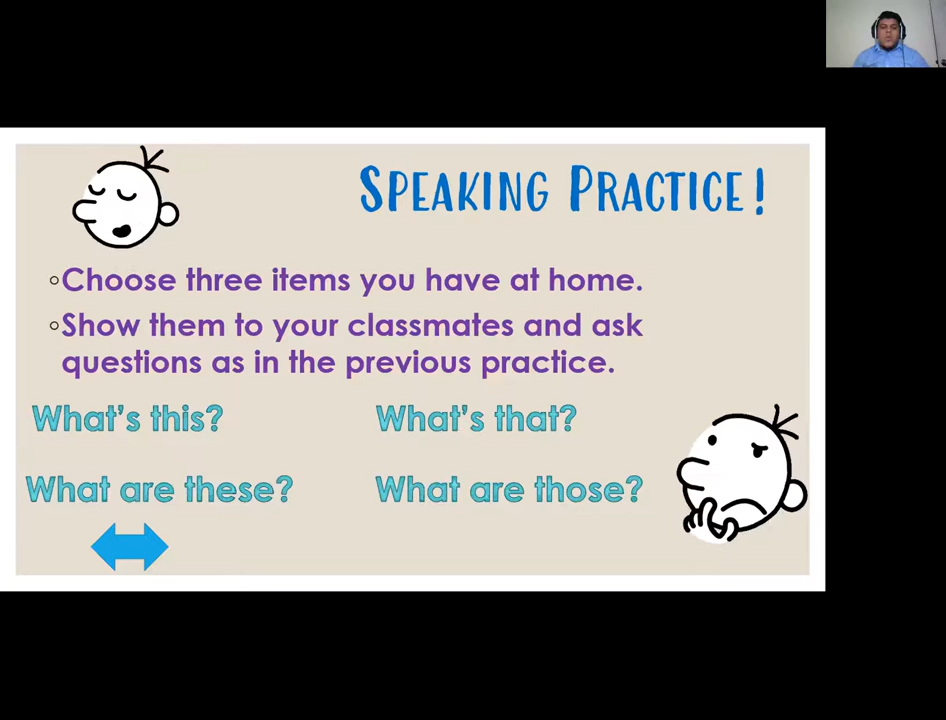 SPEAKING PRACTICE!
Choose three items you have at home.
Show them to your classmates and ask
questions as in the previous practice.
What's this? What's that?
What are these? What are those?